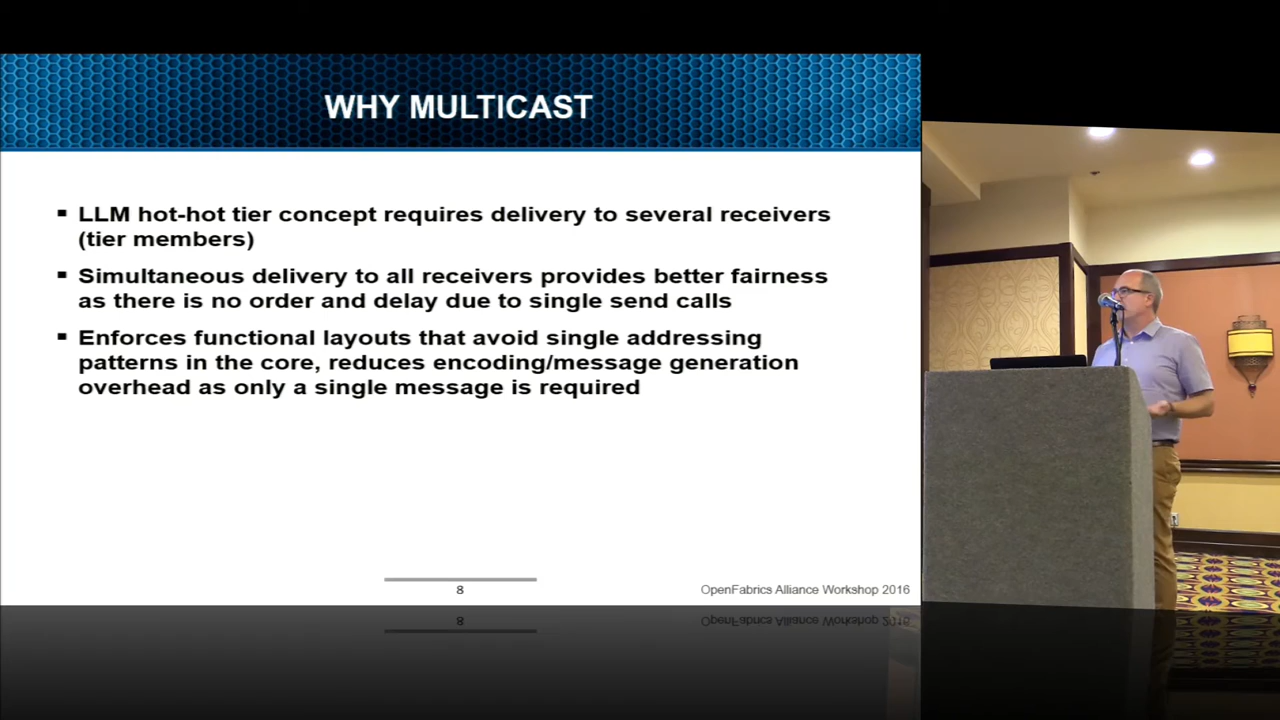 WHY MULTICAST
▪ LLM hot-hot tier concept requires delivery to several receivers
(tier members)
▪ Simultaneous delivery to all receivers provides better fairness
as there is no order and delay due to single send calls
▪ Enforces functional layouts that avoid single addressing
patterns in the core, reduces encoding/message generation
overhead as only a single message is required
8
OpenFabrics Alliance Workshop 2016